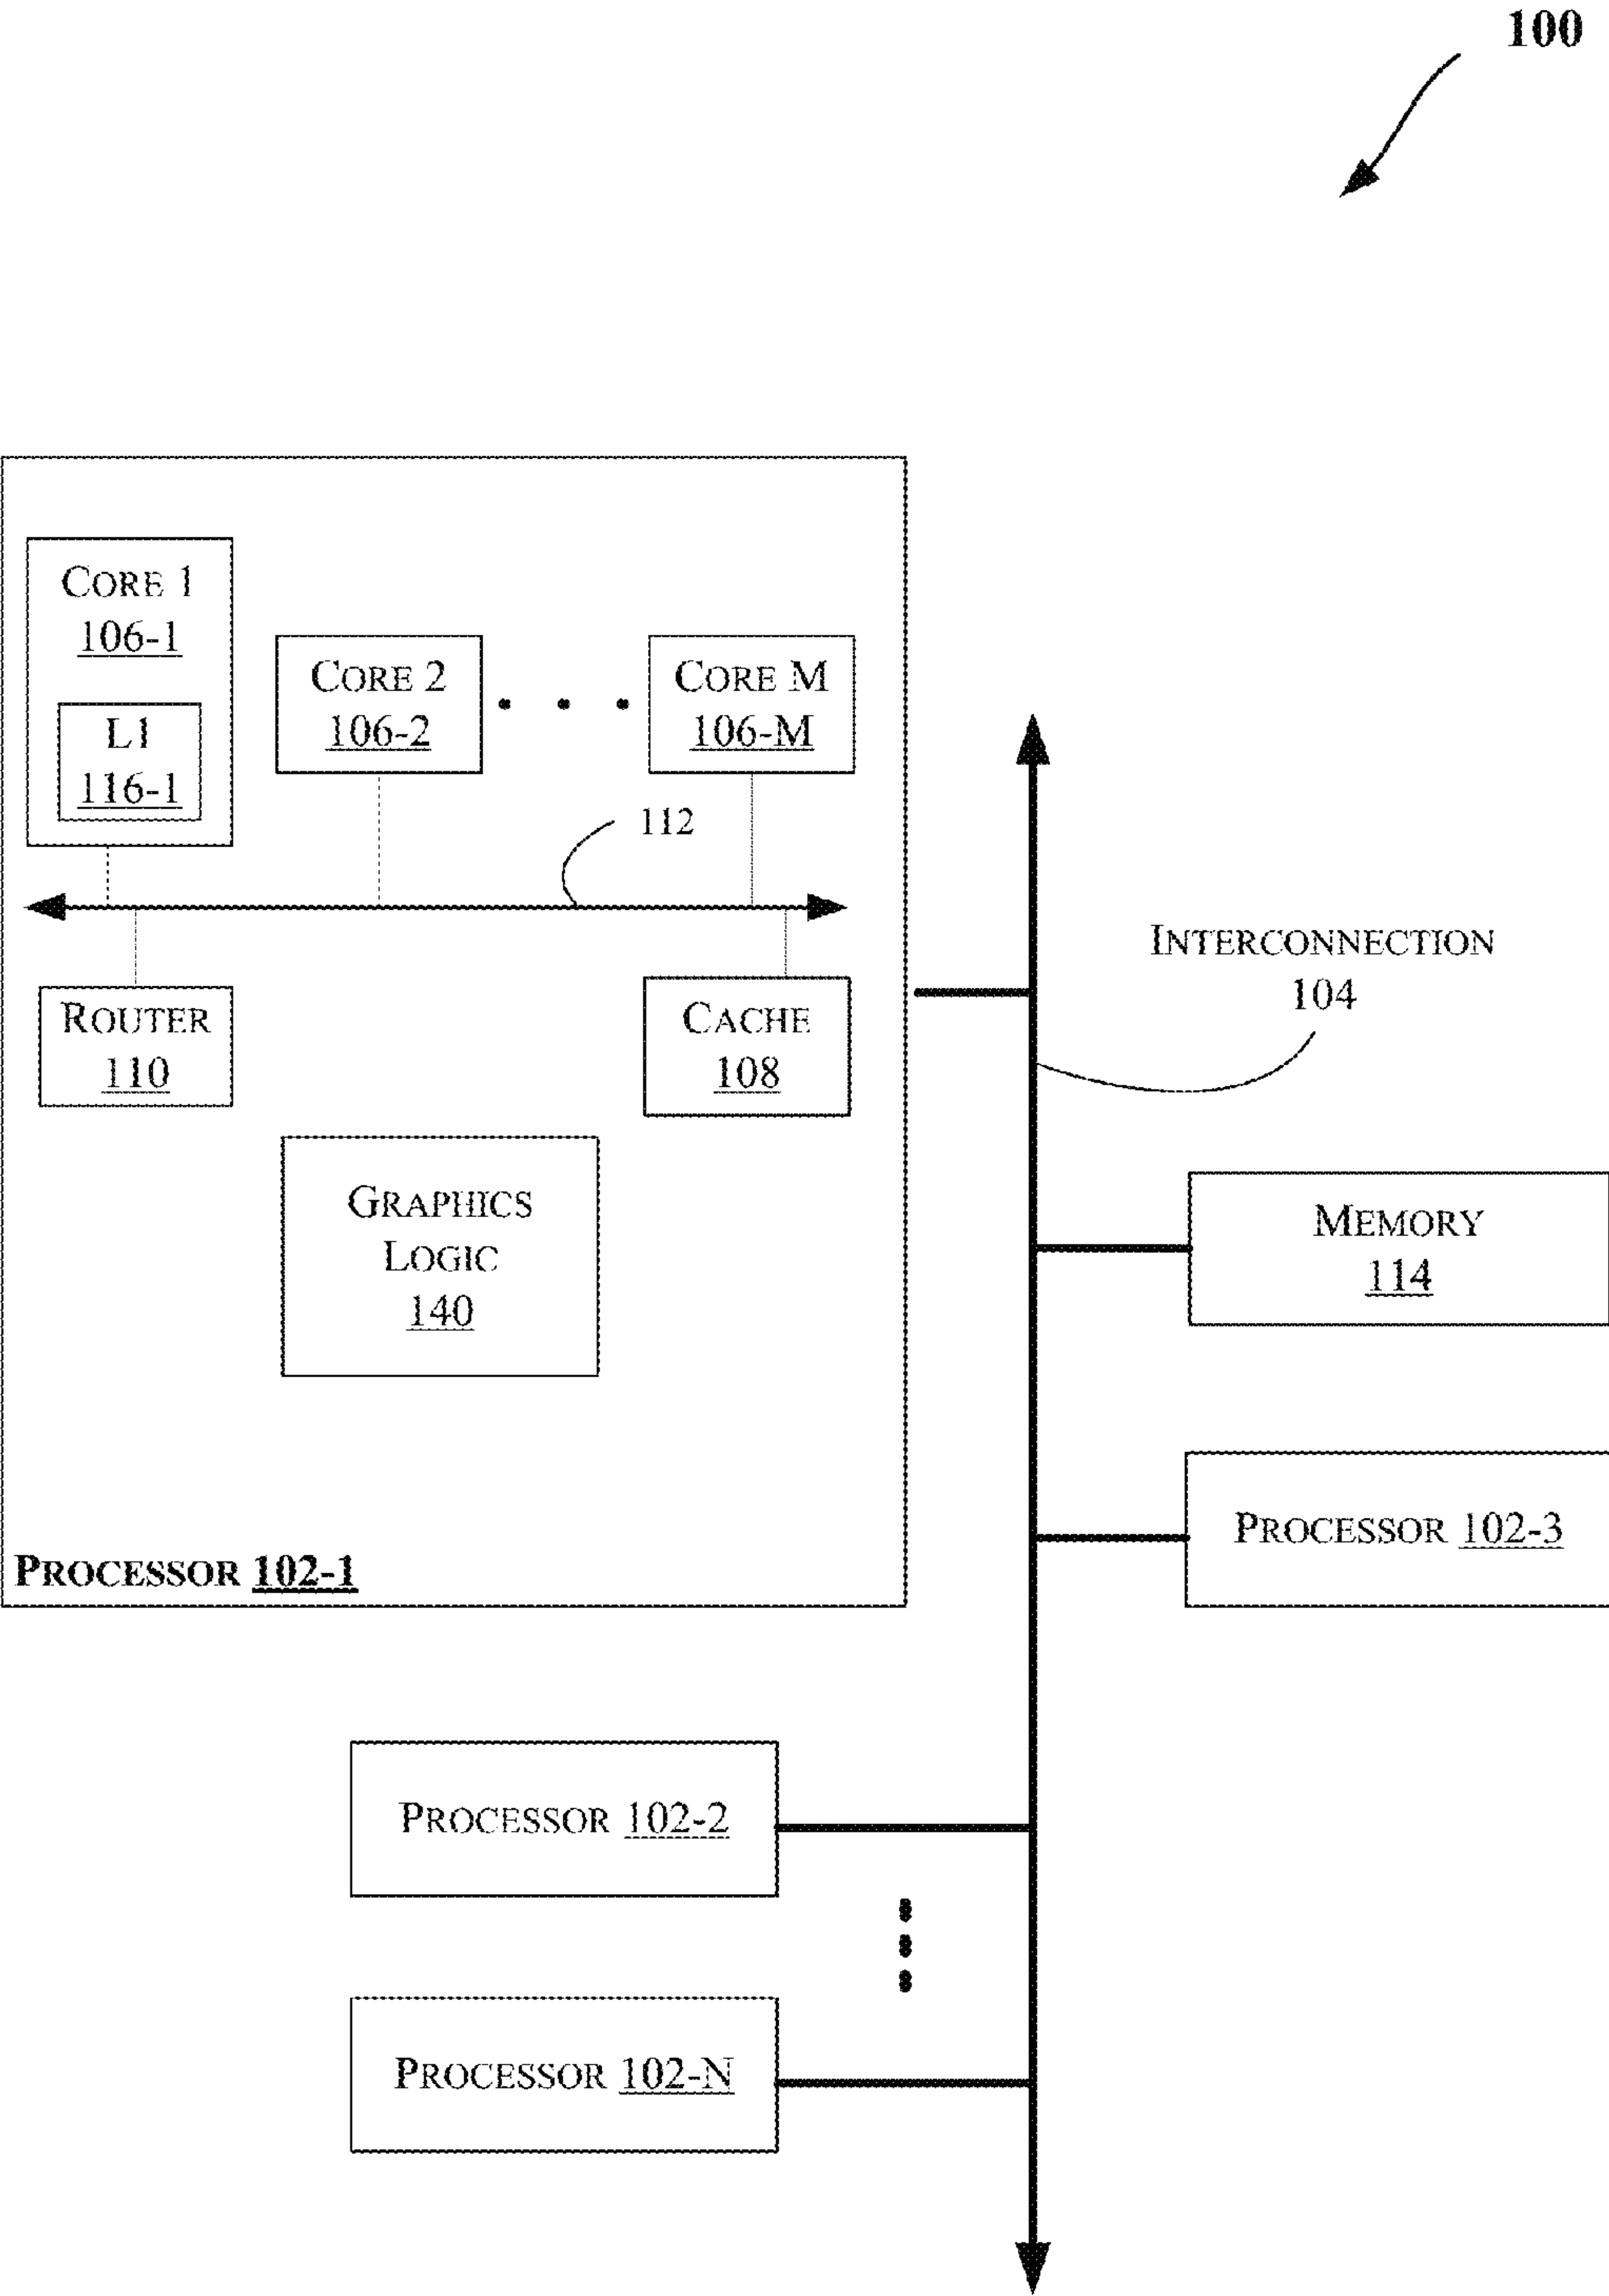 100
CORE 1
106-1
L1
116-1
CORE 2
106-2
CORE M
106-M
112
ROUTER
110
CACHE
108
GRAPHICS
LOGIC
140
PROCESSOR 102-1
INTERCONNECTION
104
MEMORY
114
PROCESSOR 102-3
PROCESSOR 102-2
PROCESSOR 102-N